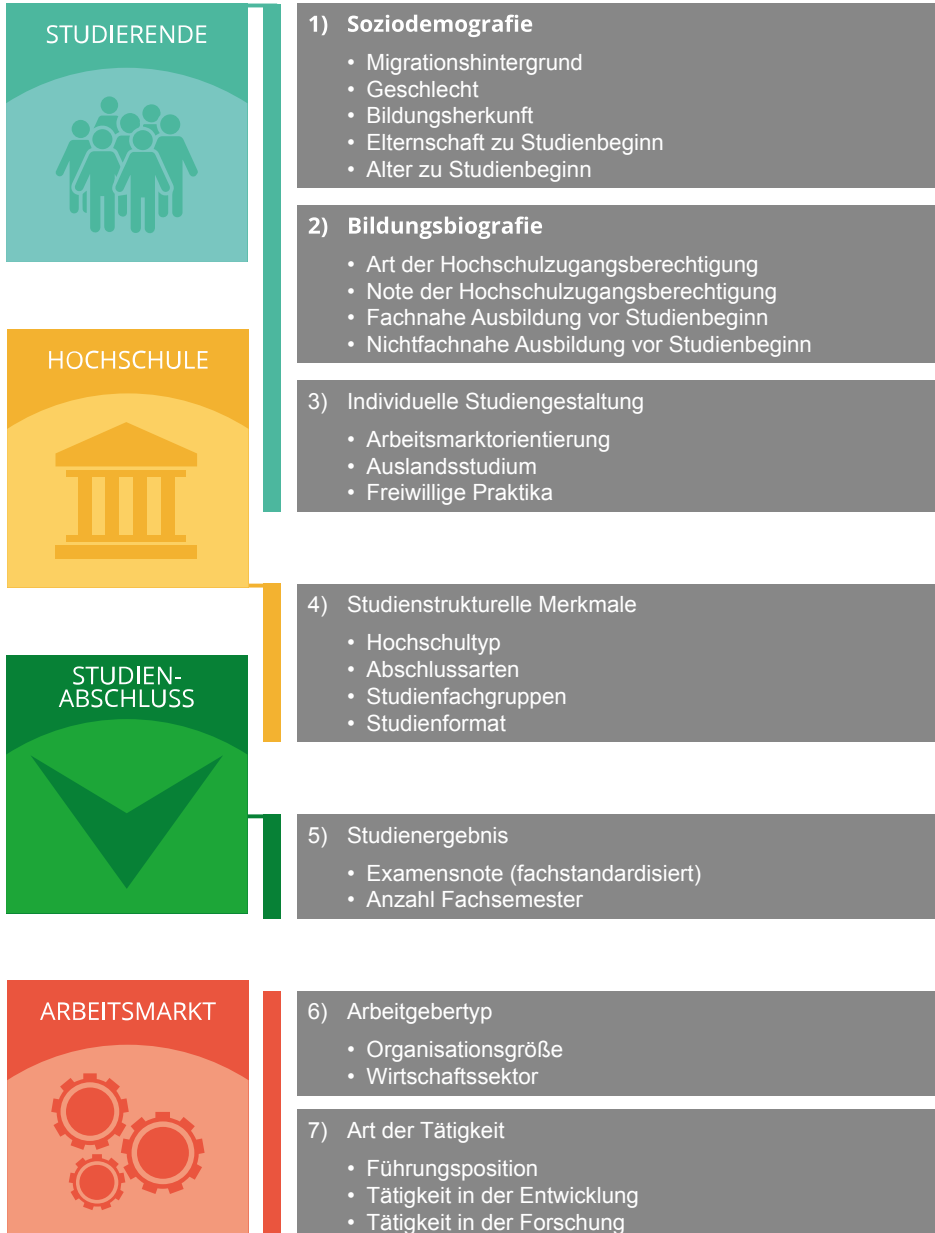 STUDIERENDE
1) Soziodemografie
• Migrationshintergrund
• Geschlecht
• Bildungsherkunft
• Elternschaft zu Studienbeginn
• Alter zu Studienbeginn
2) Bildungsbiografie
• Art der Hochschulzugangsberechtigung
• Note der Hochschulzugangsberechtigung
• Fachnahe Ausbildung vor Studienbeginn
• Nichtfachnahe Ausbildung vor Studienbeginn
HOCHSCHULE
3) Individuelle Studiengestaltung
• Arbeitsmarktorientierung
• Auslandsstudium
• Freiwillige Praktika
4) Studienstrukturelle Merkmale
• Hochschultyp
• Abschlussarten
• Studienfachgruppen
• Studienformat
STUDIEN-
ABSCHLUSS
5) Studienergebnis
• Examensnote (fachstandardisiert)
• Anzahl Fachsemester
ARBEITSMARKT
6) Arbeitgebertyp
• Organisationsgröße
• Wirtschaftssektor
7) Art der Tätigkeit
• Führungsposition
• Tätigkeit in der Entwicklung
• Tätigkeit in der Forschung